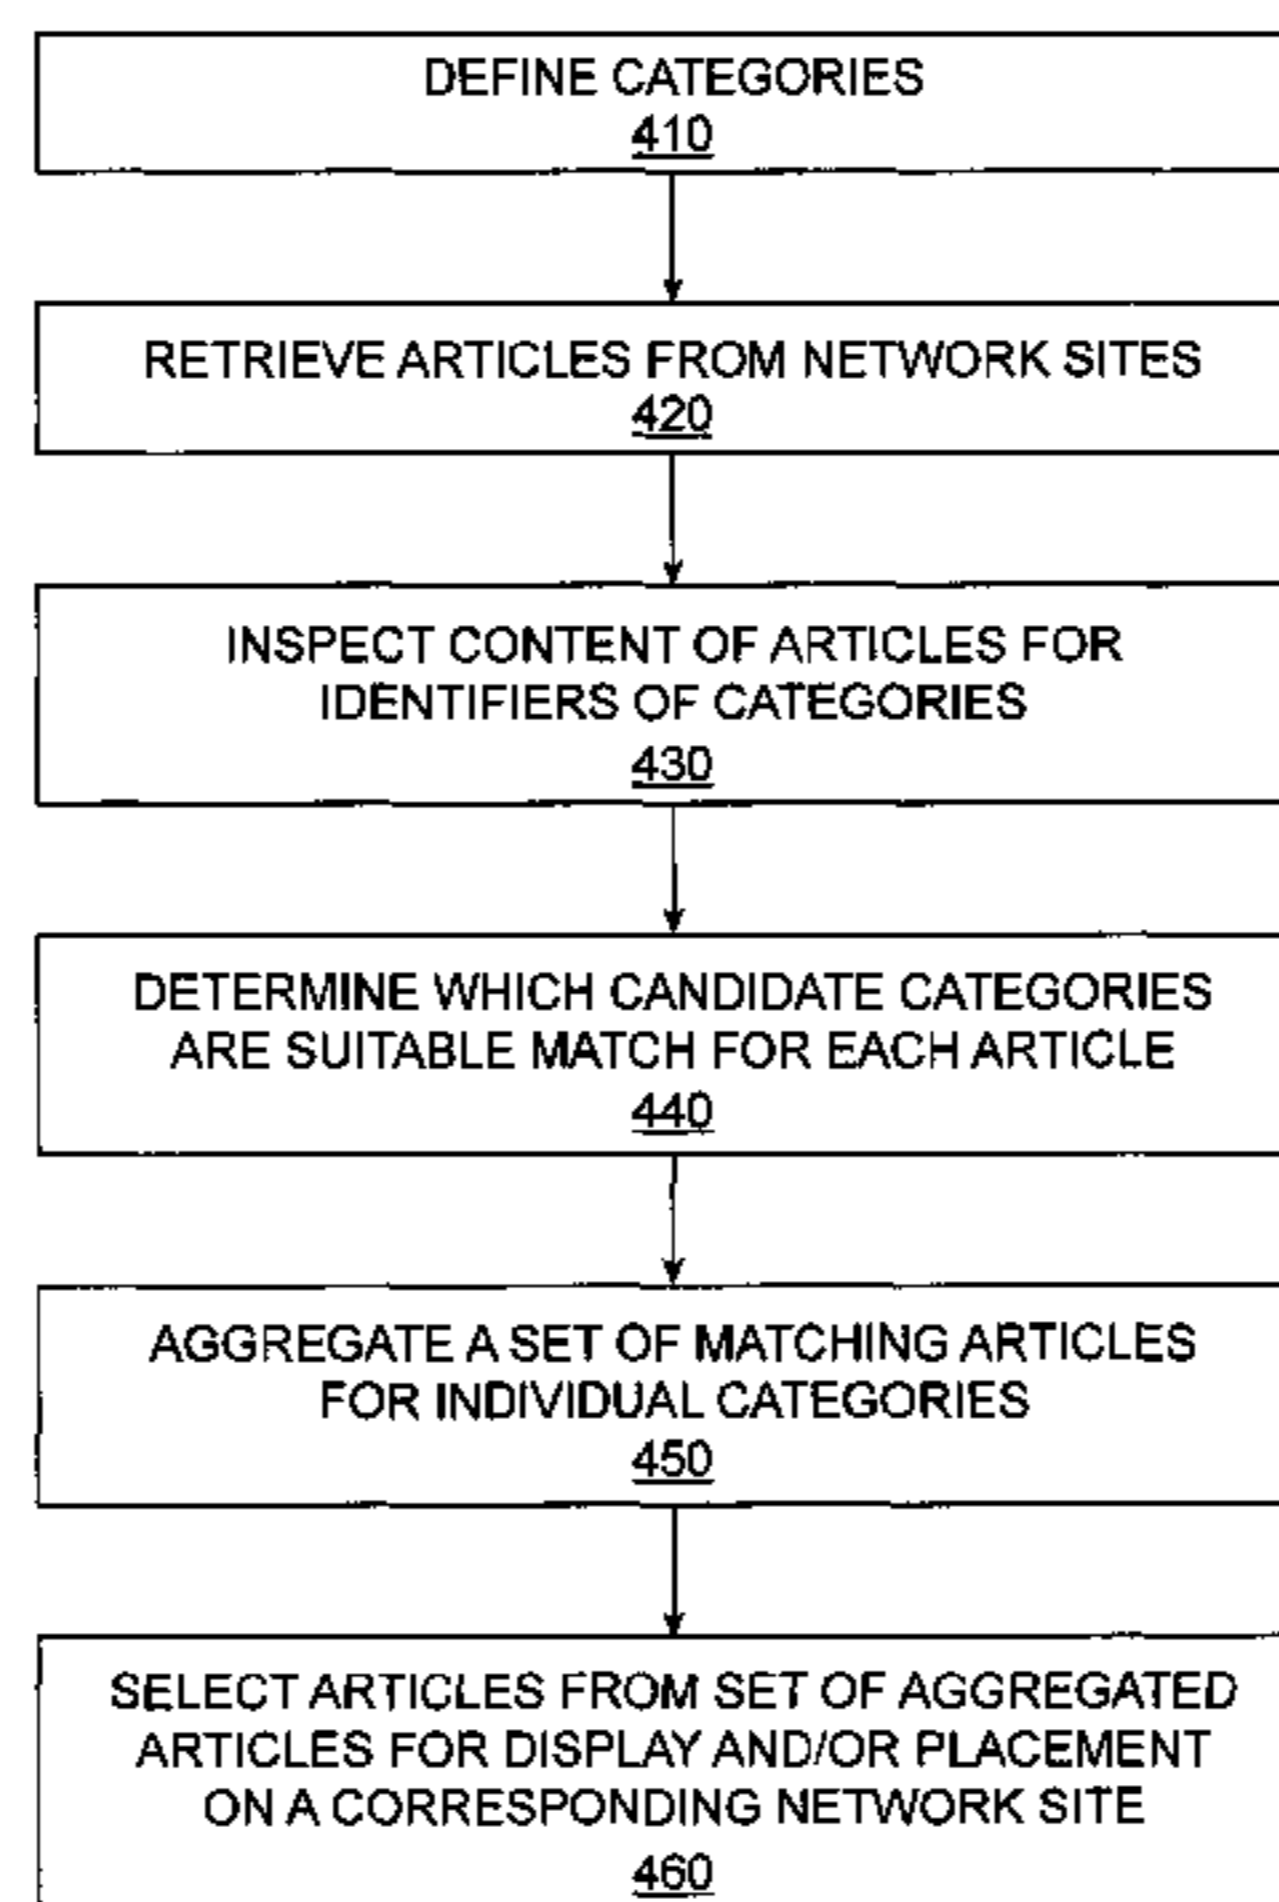 DEFINE CATEGORIES
410
RETRIEVE ARTICLES FROM NETWORK SITES
420
INSPECT CONTENT OF ARTICLES FOR
IDENTIFIERS OF CATEGORIES
430
DETERMINE WHICH CANDIDATE CATEGORIES
ARE SUITABLE MATCH FOR EACH ARTICLE
440
AGGREGATE A SET OF MATCHING ARTICLES
FOR INDIVIDUAL CATEGORIES
450
SELECT ARTICLES FROM SET OF AGGREGATED
ARTICLES FOR DISPLAY AND/OR PLACEMENT
ON A CORRESPONDING NETWORK SITE
460